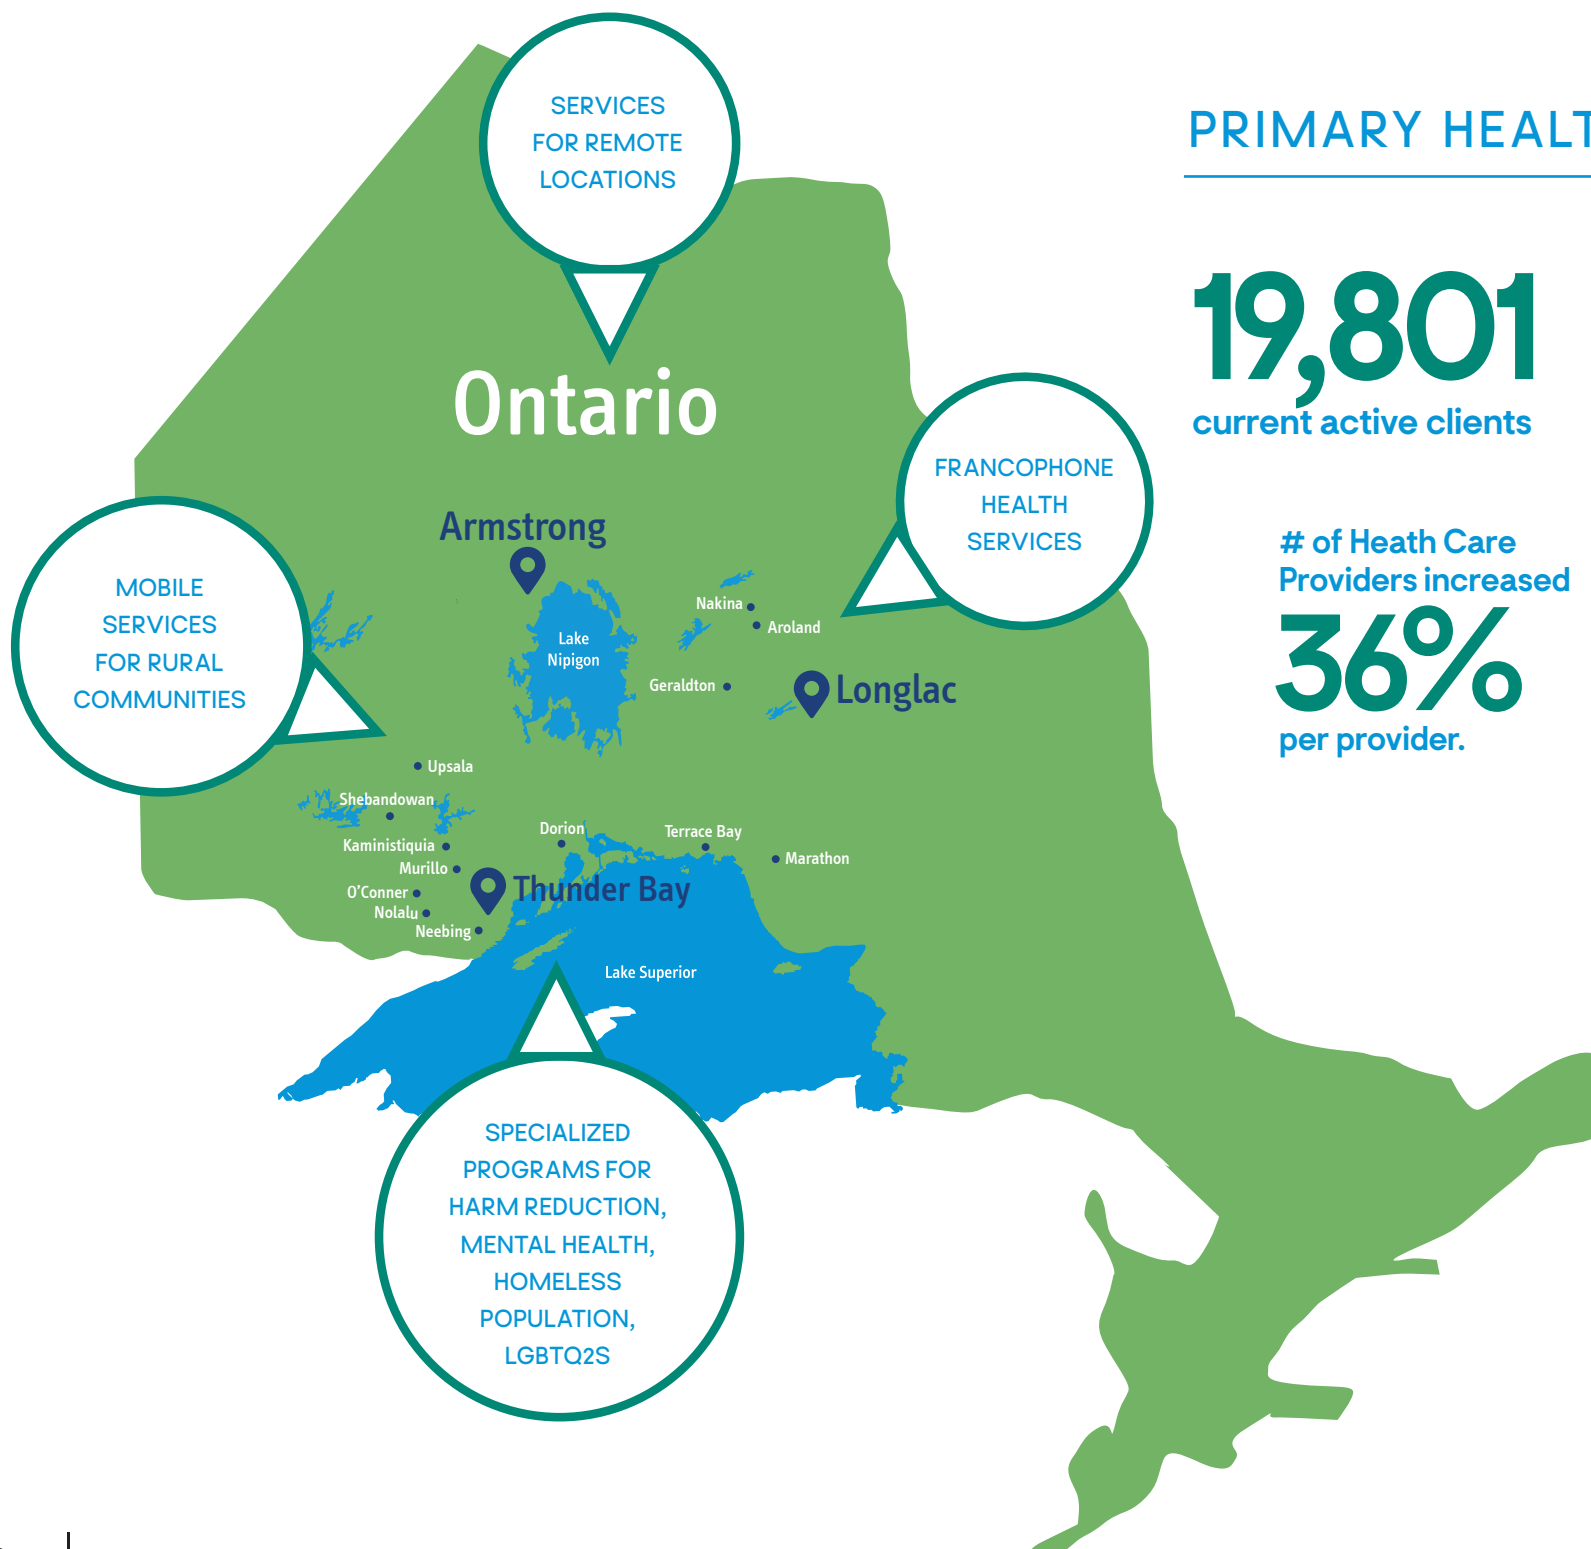 SERVICES
FOR REMOTE
LOCATIONS
PRIMARY HEALT
19,801
current active clients
Ontario
FRANCOPHONE
HEALTH
SERVICES
# of Heath Care
Providers increased
36%
per provider.
Armstrong
MOBILE
SERVICES
FOR RURAL
COMMUNITIES
Nakina
Aroland
Lake
Nipigon
Geraldton
Longlac
Upsala
Shebandowan
Dorion
Terrace Bay
Kaministiquia
Marathon
Murillo
Thunder Bay
O'Conner
Nolalu
Neebing
Lake Superior
SPECIALIZED
PROGRAMS FOR
HARM REDUCTION,
MENTAL HEALTH,
HOMELESS
POPULATION,
LGBTQ2S